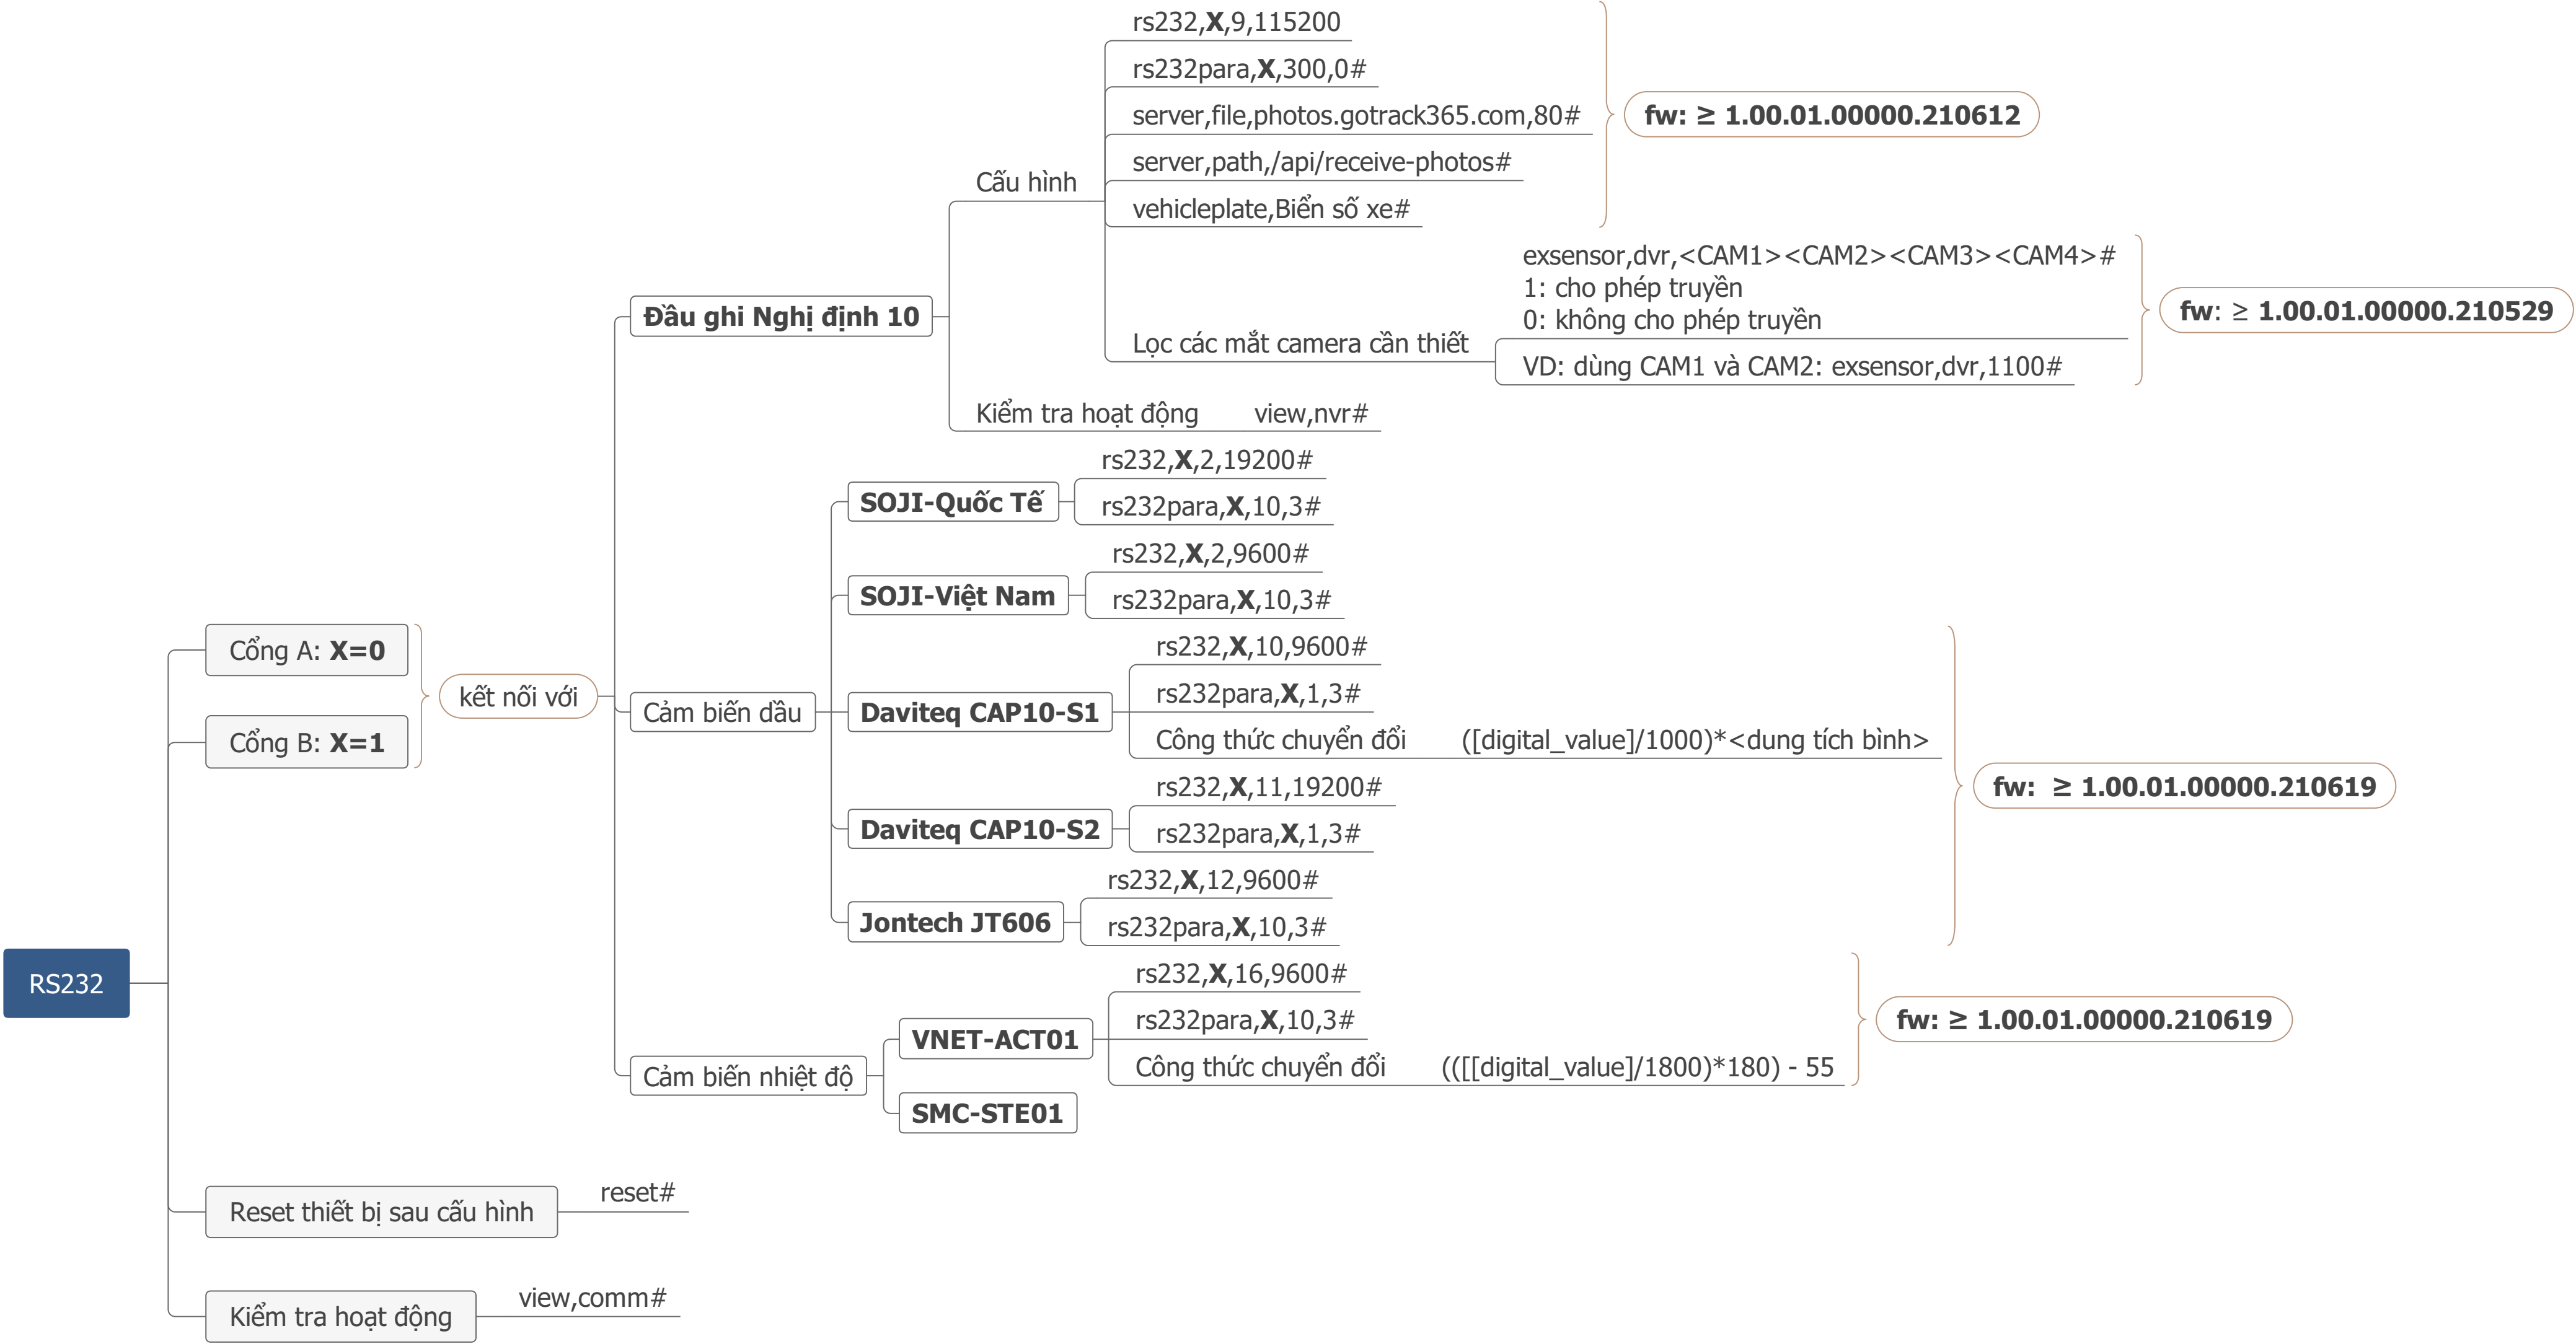 RS232
Cổng A: X=0
Cổng B: X=1
kết nối với
Đầu ghi Nghị định 10
Cấu hình
rs232,X,9,115200
rs232para,X,300,0#
server,file,photos.gotrack365.com,80#
server,path,/api/receive-photos#
vehicleplate,Biển số xe#
fw: ≥ 1.00.01.00000.210612
Lọc các mắt camera cần thiết
exsensor,dvr,<CAM1><CAM2><CAM3><CAM4>#
1: cho phép truyền
0: không cho phép truyền
VD: dùng CAM1 và CAM2: exsensor,dvr,1100#
fw: ≥ 1.00.01.00000.210529
Kiểm tra hoạt động
view,nvr#
Cảm biến dầu
SOJI-Quốc Tế
rs232,X,2,19200#
rs232para,X,10,3#
SOJI-Việt Nam
rs232,X,2,9600#
rs232para,X,10,3#
Daviteq CAP10-S1
rs232,X,10,9600#
rs232para,X,1,3#
Công thức chuyển đổi
([digital_value]/1000)*<dung tích bình>
Daviteq CAP10-S2
rs232,X,11,19200#
rs232para,X,1,3#
Jontech JT606
rs232,X,12,9600#
rs232para,X,10,3#
fw:  ≥ 1.00.01.00000.210619
Cảm biến nhiệt độ
VNET-ACT01
rs232,X,16,9600#
rs232para,X,10,3#
Công thức chuyển đổi
(([[digital_value]/1800)*180) - 55
fw: ≥ 1.00.01.00000.210619
SMC-STE01
Reset thiết bị sau cấu hình
reset#
Kiểm tra hoạt động
view,comm#